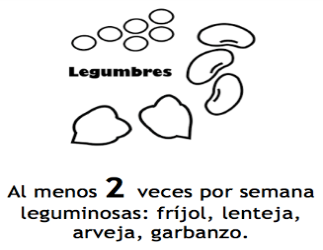 Legumbres
Al menos 2 veces por semana
leguminosas: fríjol, lenteja,
arveja, garbanzo.